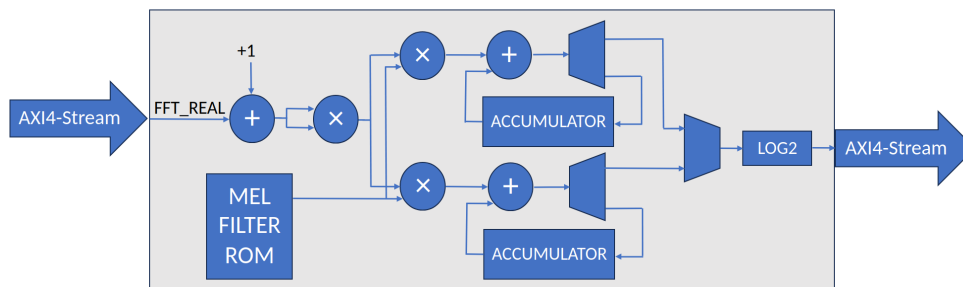 +1
AXI4-Stream
FFT_REAL
+
×
×
+
ACCUMULATOR
MEL
FILTER
ROM
×
+
ACCUMULATOR
LOG2
AXI4-Stream